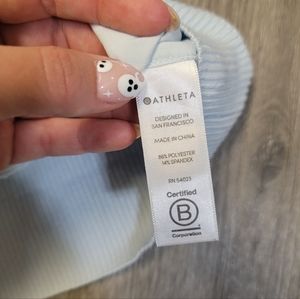 ATHLETA
DESIGNED IN
SAN FRANCISCO
MADE IN CHINA
86% POLYESTER
14% SPANDEX
RN 54023
Certified
B
Corporation